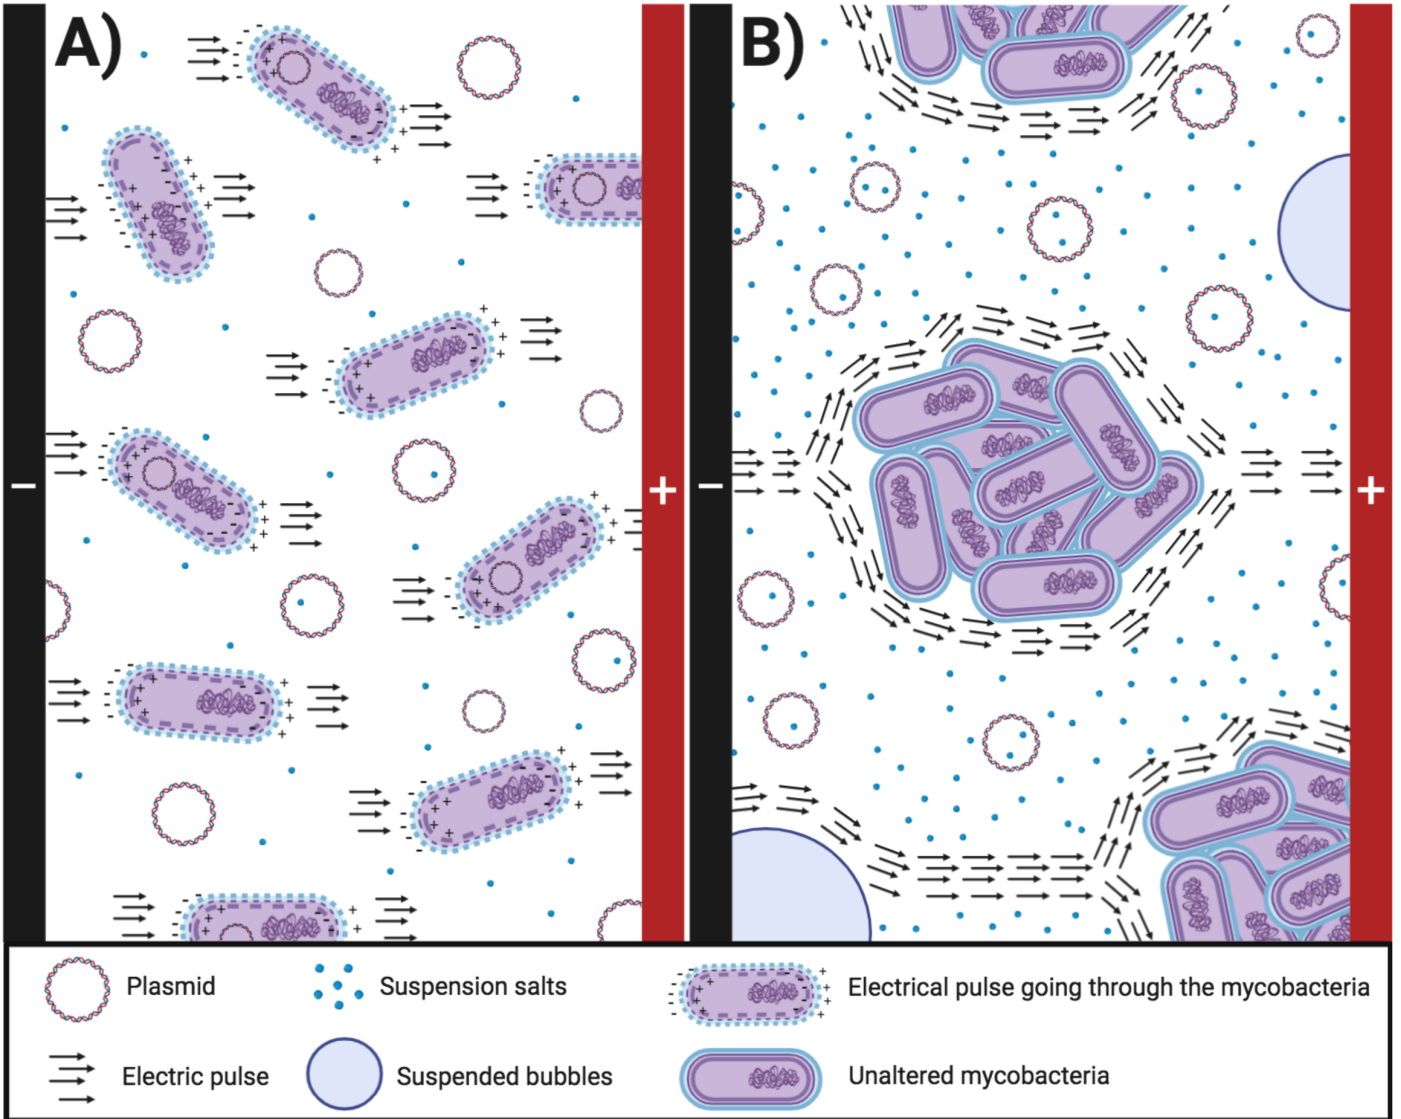 A)
B)
− + − +
Plasmid
Suspension salts
Electrical pulse going through the mycobacteria
Electric pulse
Suspended bubbles
Unaltered mycobacteria